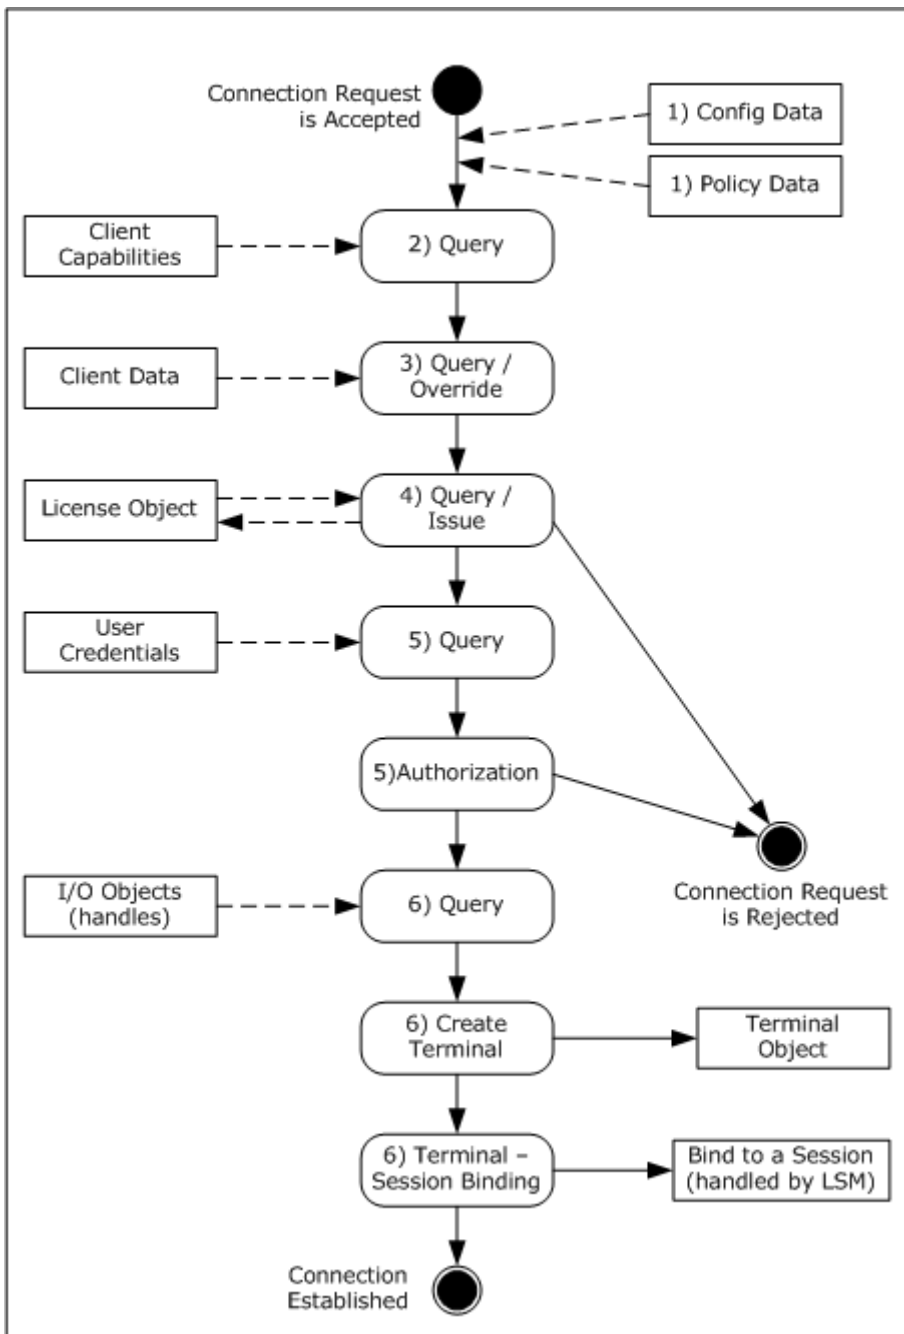 Connection Request
is Accepted
1) Config Data
1) Policy Data
Client
Capabilities
2) Query
Client Data
3) Query /
Override
License Object
4) Query /
Issue
User
Credentials
5) Query
5)Authorization
Connection Request
is Rejected
I/O Objects
(handles)
6) Query
6) Create
Terminal
Terminal
Object
6) Terminal –
Session Binding
Bind to a Session
(handled by LSM)
Connection
Established